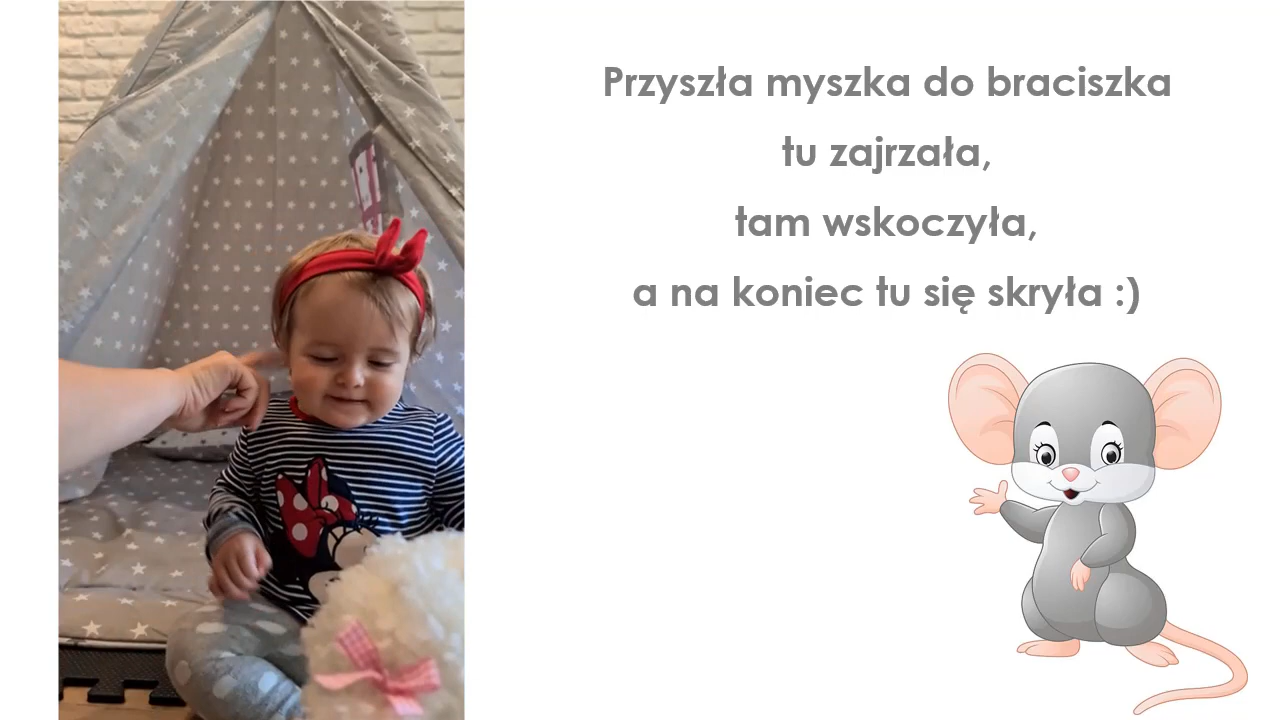 Przyszła myszka do braciszka
tu zajrzała,
tam wskoczyła,
a na koniec tu się skryła :)